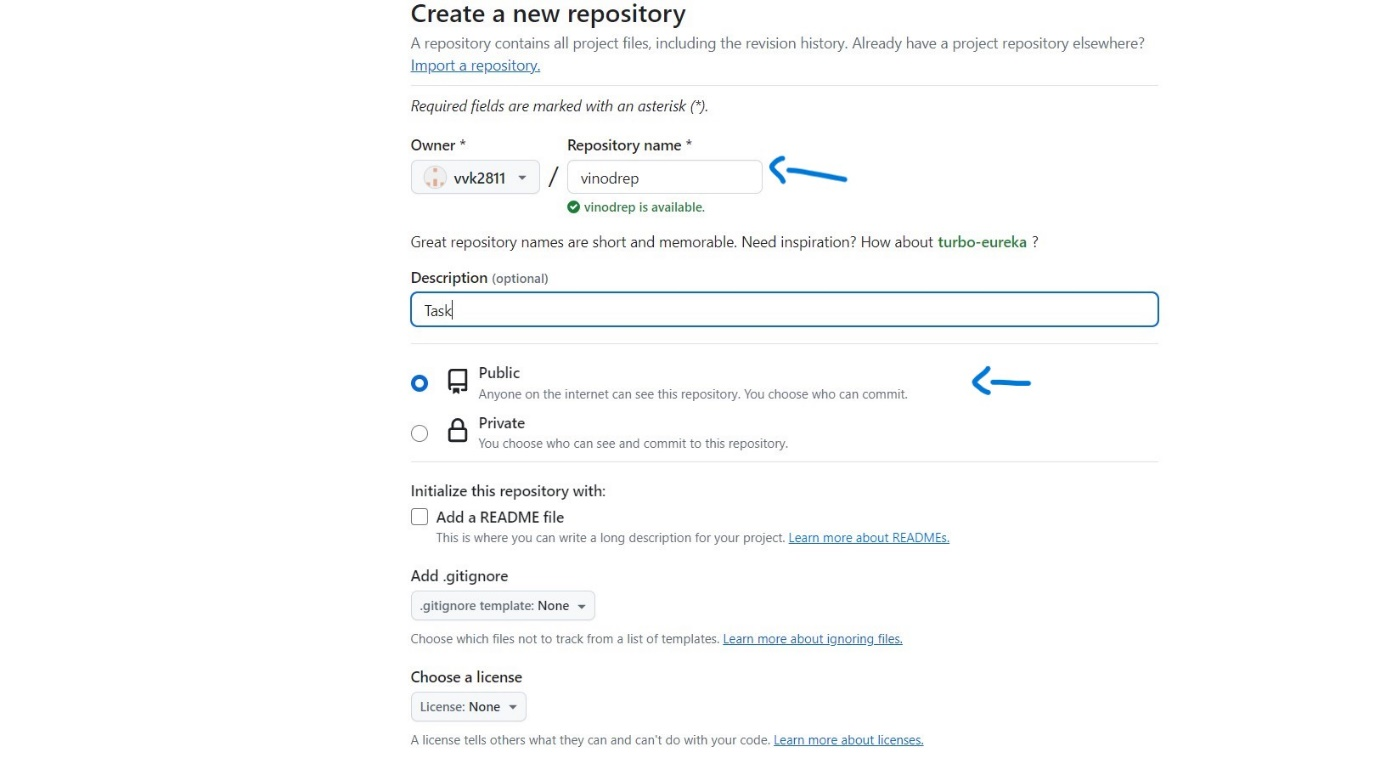 Create a new repository
A repository contains all project files, including the revision history. Already have a project repository elsewhere?
Import a repository.
Required fields are marked with an asterisk (*).
Owner * Repository name *
vvk2811 / vinodrep
vinodrep is available.
Great repository names are short and memorable. Need inspiration? How about turbo-eureka ?
Description (optional)
Task
Public
Anyone on the internet can see this repository. You choose who can commit.
Private
You choose who can see and commit to this repository.
Initialize this repository with:
Add a README file
This is where you can write a long description for your project. Learn more about READMEs.
Add .gitignore
.gitignore template: None
Choose which files not to track from a list of templates. Learn more about ignoring files.
Choose a license
License: None
A license tells others what they can and can't do with your code. Learn more about licenses.